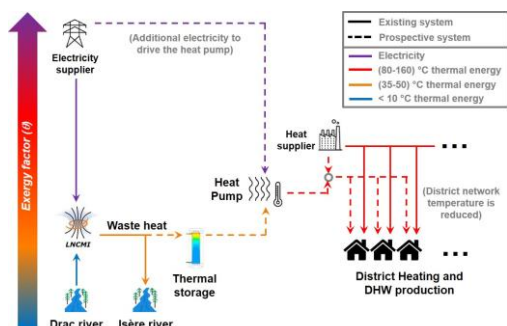 Exergy factor (θ)
Electricity
supplier
(Additional electricity to
drive the heat pump)
Existing system
Prospective system
Electricity
(80-160) °C thermal energy
(35-50) °C thermal energy
< 10 °C thermal energy
Heat
supplier
Heat
Pump
(District network
temperature is
reduced)
LNCMI
Waste heat
Thermal
storage
District Heating and
DHW production
Drac river
Isère river